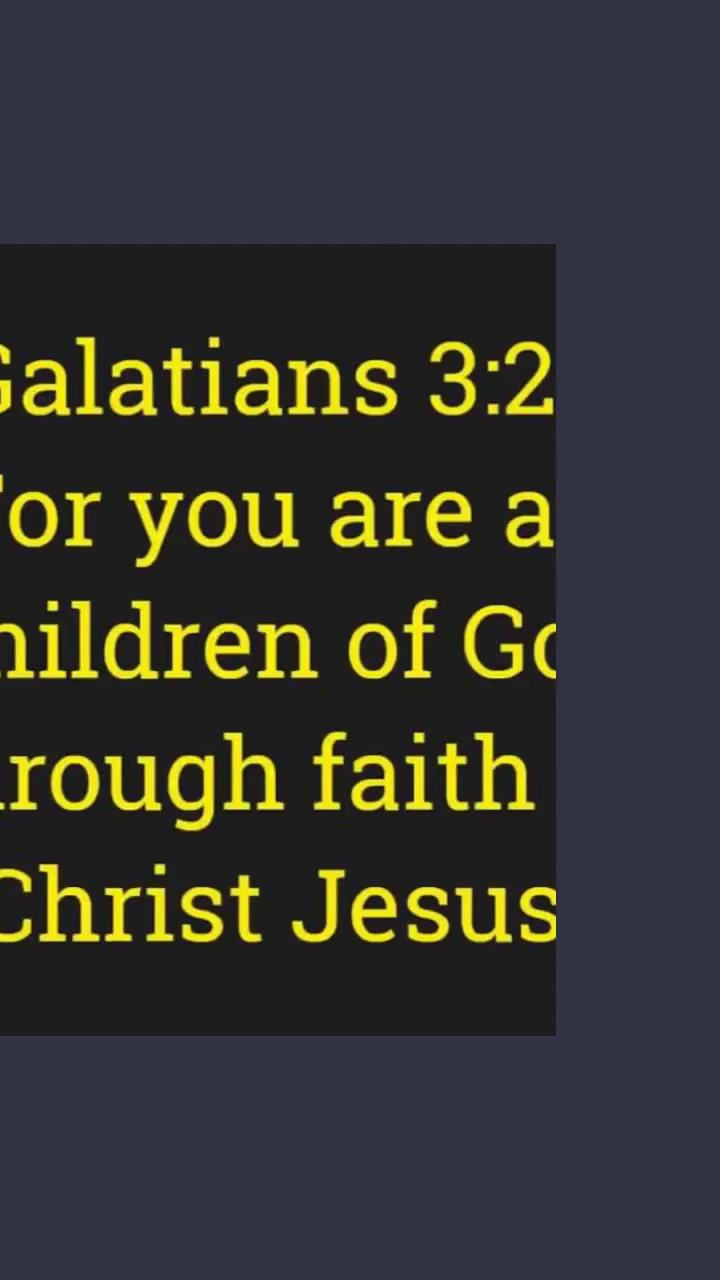 Galatians 3:2
For you are a
hildren of Go
rough faith
Christ Jesus